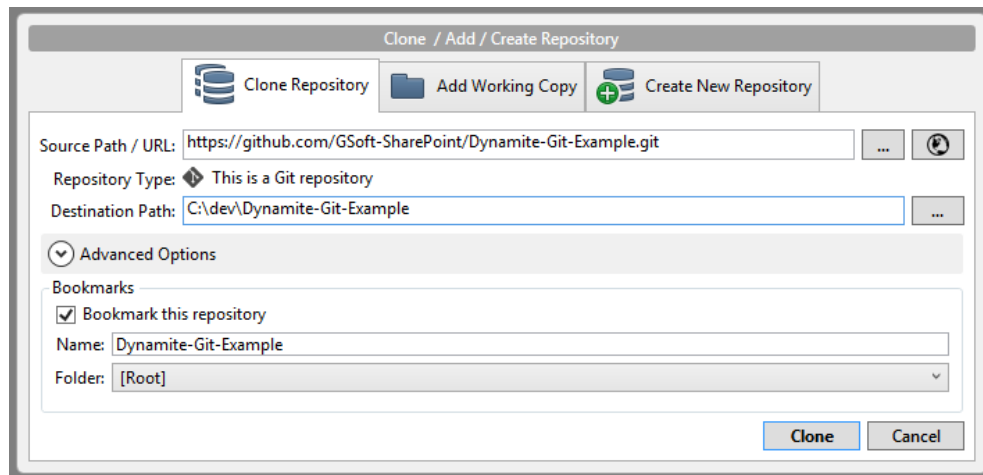 Clone / Add / Create Repository
Clone Repository
Add Working Copy
Create New Repository
Source Path / URL: https://github.com/GSoft-SharePoint/Dynamite-Git-Example.git ...
Repository Type: This is a Git repository
Destination Path: C:\dev\Dynamite-Git-Example ...
Advanced Options
Bookmarks
Bookmark this repository
Name: Dynamite-Git-Example
Folder: [Root]
Clone Cancel